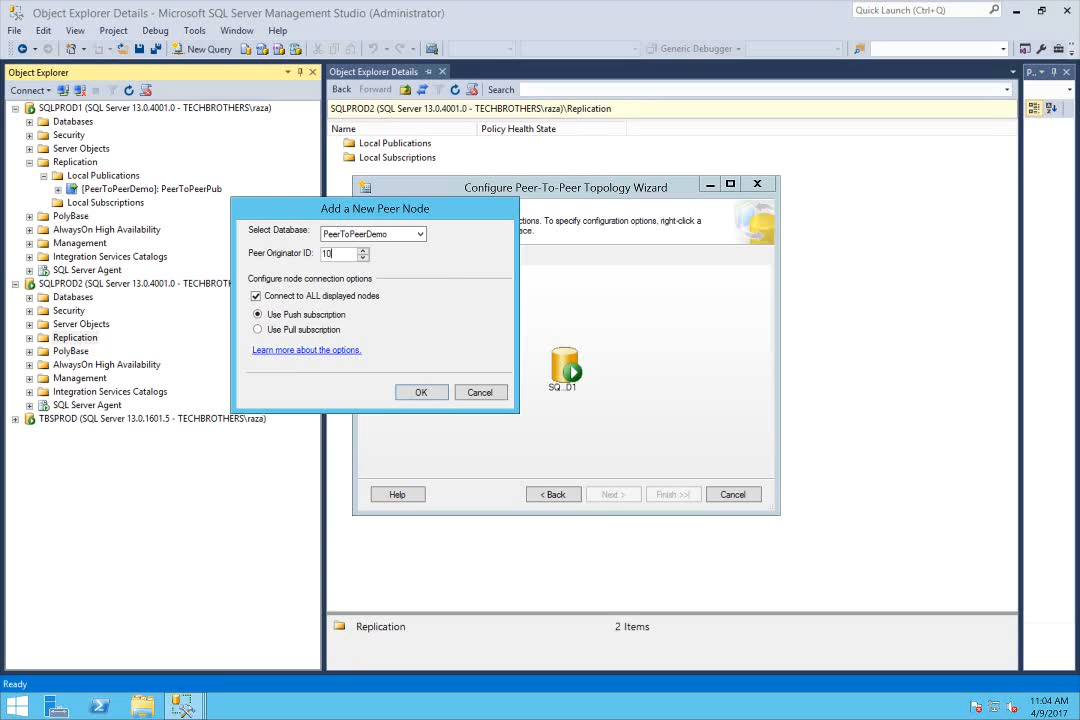 Object Explorer Details - Microsoft SQL Server Management Studio (Administrator)
Quick Launch (Ctrl+Q)
File Edit View Project Debug Tools Window Help
New Query
Generic Debugger
Object Explorer
Connect
SQLPROD1 (SQL Server 13.0.4001.0 - TECHBROTHERS\raza)
Databases
Security
Server Objects
Replication
Local Publications
[PeerToPeerDemo]: PeerToPeerPub
Local Subscriptions
PolyBase
AlwaysOn High Availability
Management
Integration Services Catalogs
SQL Server Agent
SQLPROD2 (SQL Server 13.0.4001.0 - TECHBROTH
Databases
Security
Server Objects
Replication
PolyBase
AlwaysOn High Availability
Management
Integration Services Catalogs
SQL Server Agent
TBSPROD (SQL Server 13.0.1601.5 - TECHBROTHERS\raza)
Object Explorer Details
Back Forward Search
SQLPROD2 (SQL Server 13.0.4001.0 - TECHBROTHERS\raza)\Replication
Name Policy Health State
Local Publications
Local Subscriptions
P..
Configure Peer-To-Peer Topology Wizard
ctions. To specify configuration options, right-click a
ace.
SQ...D1
Help < Back Next > Finish >>| Cancel
Add a New Peer Node
Select Database: PeerToPeerDemo
Peer Originator ID: 10
Configure node connection options
Connect to ALL displayed nodes
Use Push subscription
Use Pull subscription
Learn more about the options.
OK Cancel
Replication 2 Items
Ready
11:04 AM
4/9/2017